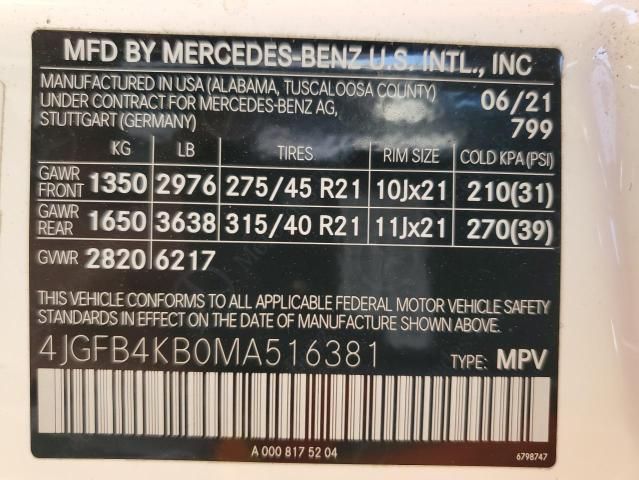 MFD BY MERCEDES-BENZ U.S. INTL., INC
MANUFACTURED IN USA (ALABAMA, TUSCALOOSA COUNTY) 06/21
UNDER CONTRACT FOR MERCEDES-BENZ AG,
STUTTGART (GERMANY) 799
KG LB TIRES RIM SIZE COLD KPA (PSI)
GAWR FRONT 1350 2976 275/45 R21 10Jx21 210(31)
GAWR REAR 1650 3638 315/40 R21 11Jx21 270(39)
GVWR 2820 6217
THIS VEHICLE CONFORMS TO ALL APPLICABLE FEDERAL MOTOR VEHICLE SAFETY
AND THEFT PREVENTION STANDARDS IN EFFECT ON THE DATE OF MANUFACTURE SHOWN ABOVE.
4JGFB4KB0MA516381 TYPE: MPV
A 000 817 52 04
6798747